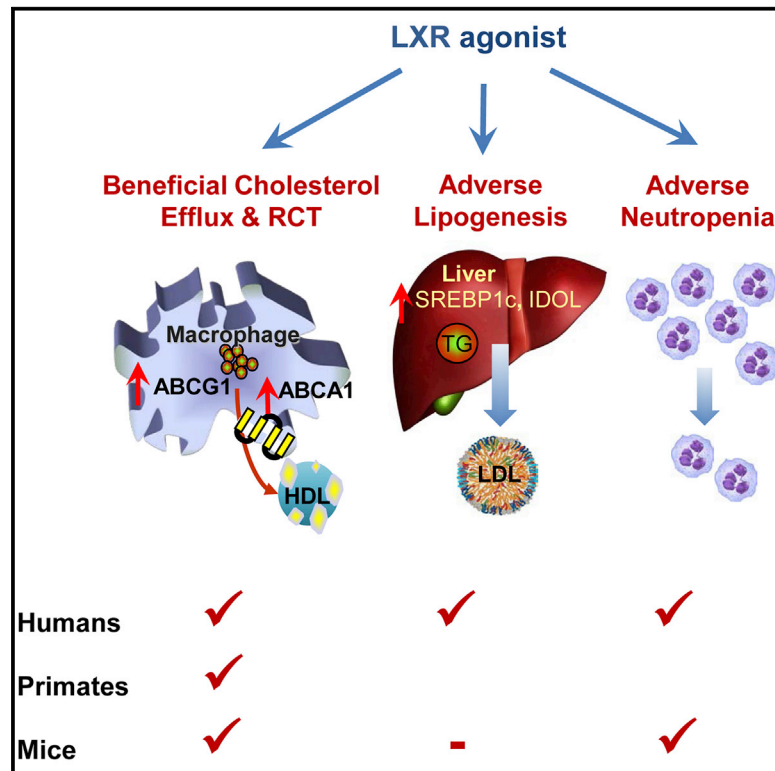 LXR agonist
Beneficial Cholesterol
Efflux & RCT
Adverse
Lipogenesis
Adverse
Neutropenia
Macrophage
ABCG1
ABCA1
HDL
Liver
SREBP1c, IDOL
TG
LDL
Humans
Primates
Mice
-